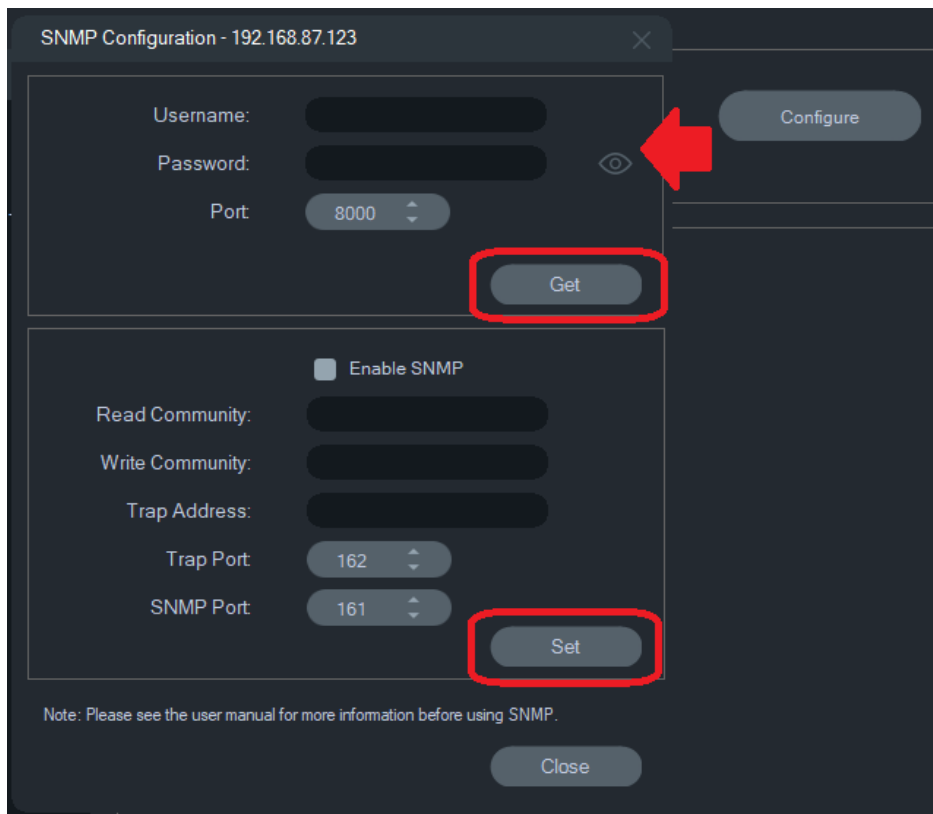 SNMP Configuration - 192.168.87.123
Username:
Configure
Password:
Port:
8000
Get
Enable SNMP
Read Community:
Write Community:
Trap Address:
Trap Port:
162
SNMP Port:
161
Set
Note: Please see the user manual for more information before using SNMP.
Close